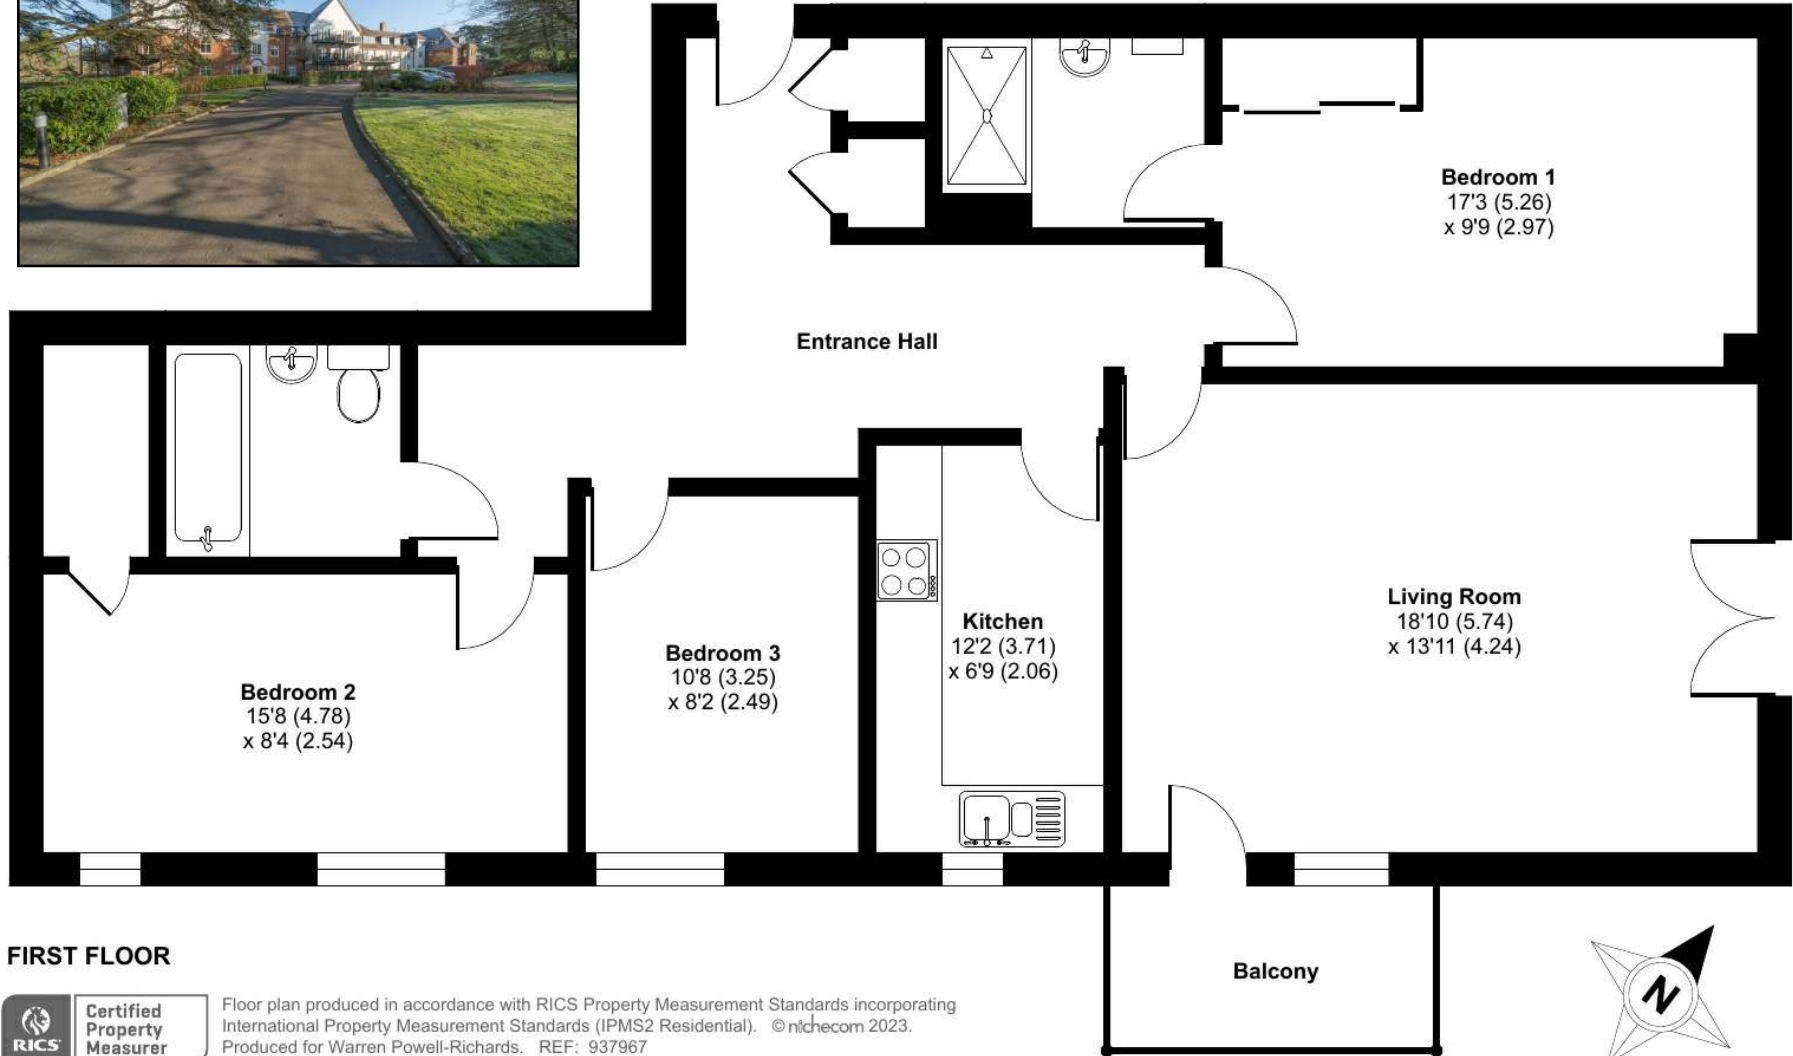 Bedroom 1
17'3 (5.26)
x 9'9 (2.97)
Entrance Hall
Living Room
18'10 (5.74)
x 13'11 (4.24)
Kitchen
12'2 (3.71)
x 6'9 (2.06)
Bedroom 3
10'8 (3.25)
x 8'2 (2.49)
Bedroom 2
15'8 (4.78)
x 8'4 (2.54)
Balcony
N
FIRST FLOOR
RICS
Certified
Property
Measurer
Floor plan produced in accordance with RICS Property Measurement Standards incorporating
International Property Measurement Standards (IPMS2 Residential). © nichecom 2023.
Produced for Warren Powell-Richards. REF: 937967